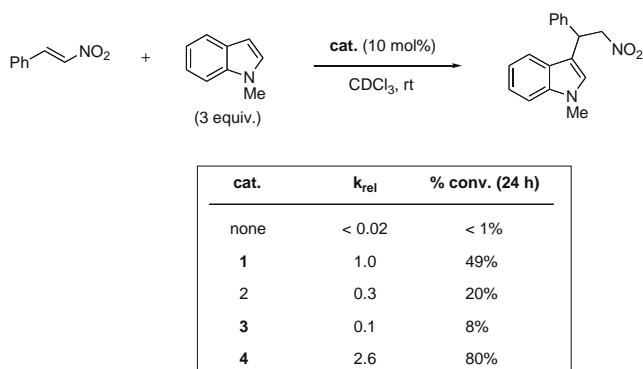 Ph
NO2
+
N
Me
(3 equiv.)
cat. (10 mol%)
CDCl3, rt
Ph
NO2
N
Me
cat. krel % conv. (24 h)
none < 0.02 < 1%
1 1.0 49%
2 0.3 20%
3 0.1 8%
4 2.6 80%